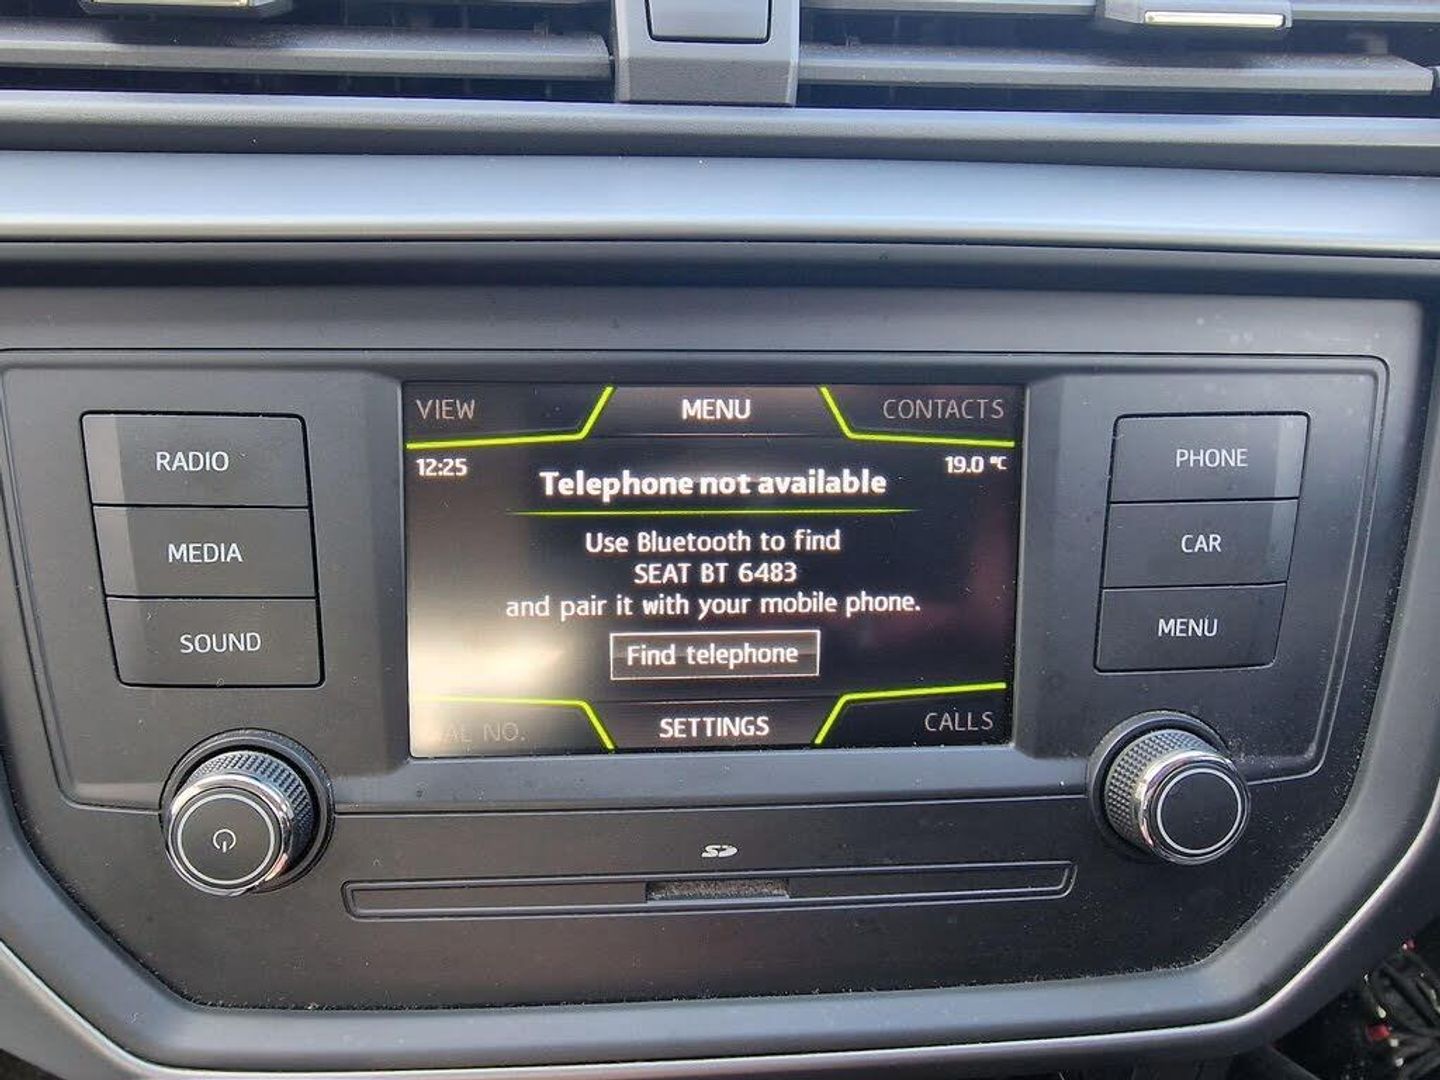 VIEW MENU CONTACTS
12:25 19.0 °C
Telephone not available
Use Bluetooth to find
SEAT BT 6483
and pair it with your mobile phone.
Find telephone
NO. SETTINGS CALLS
RADIO
MEDIA
SOUND
PHONE
CAR
MENU
SD